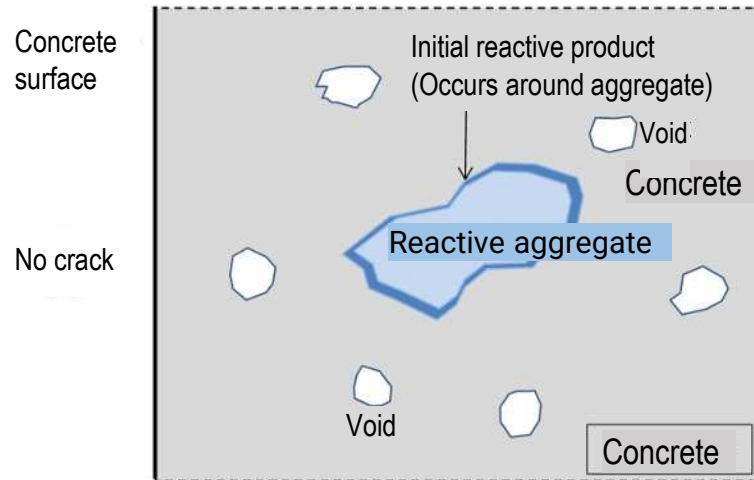 Concrete
surface
Initial reactive product
(Occurs around aggregate)
Void
Concrete
Reactive aggregate
No crack
Void
Concrete